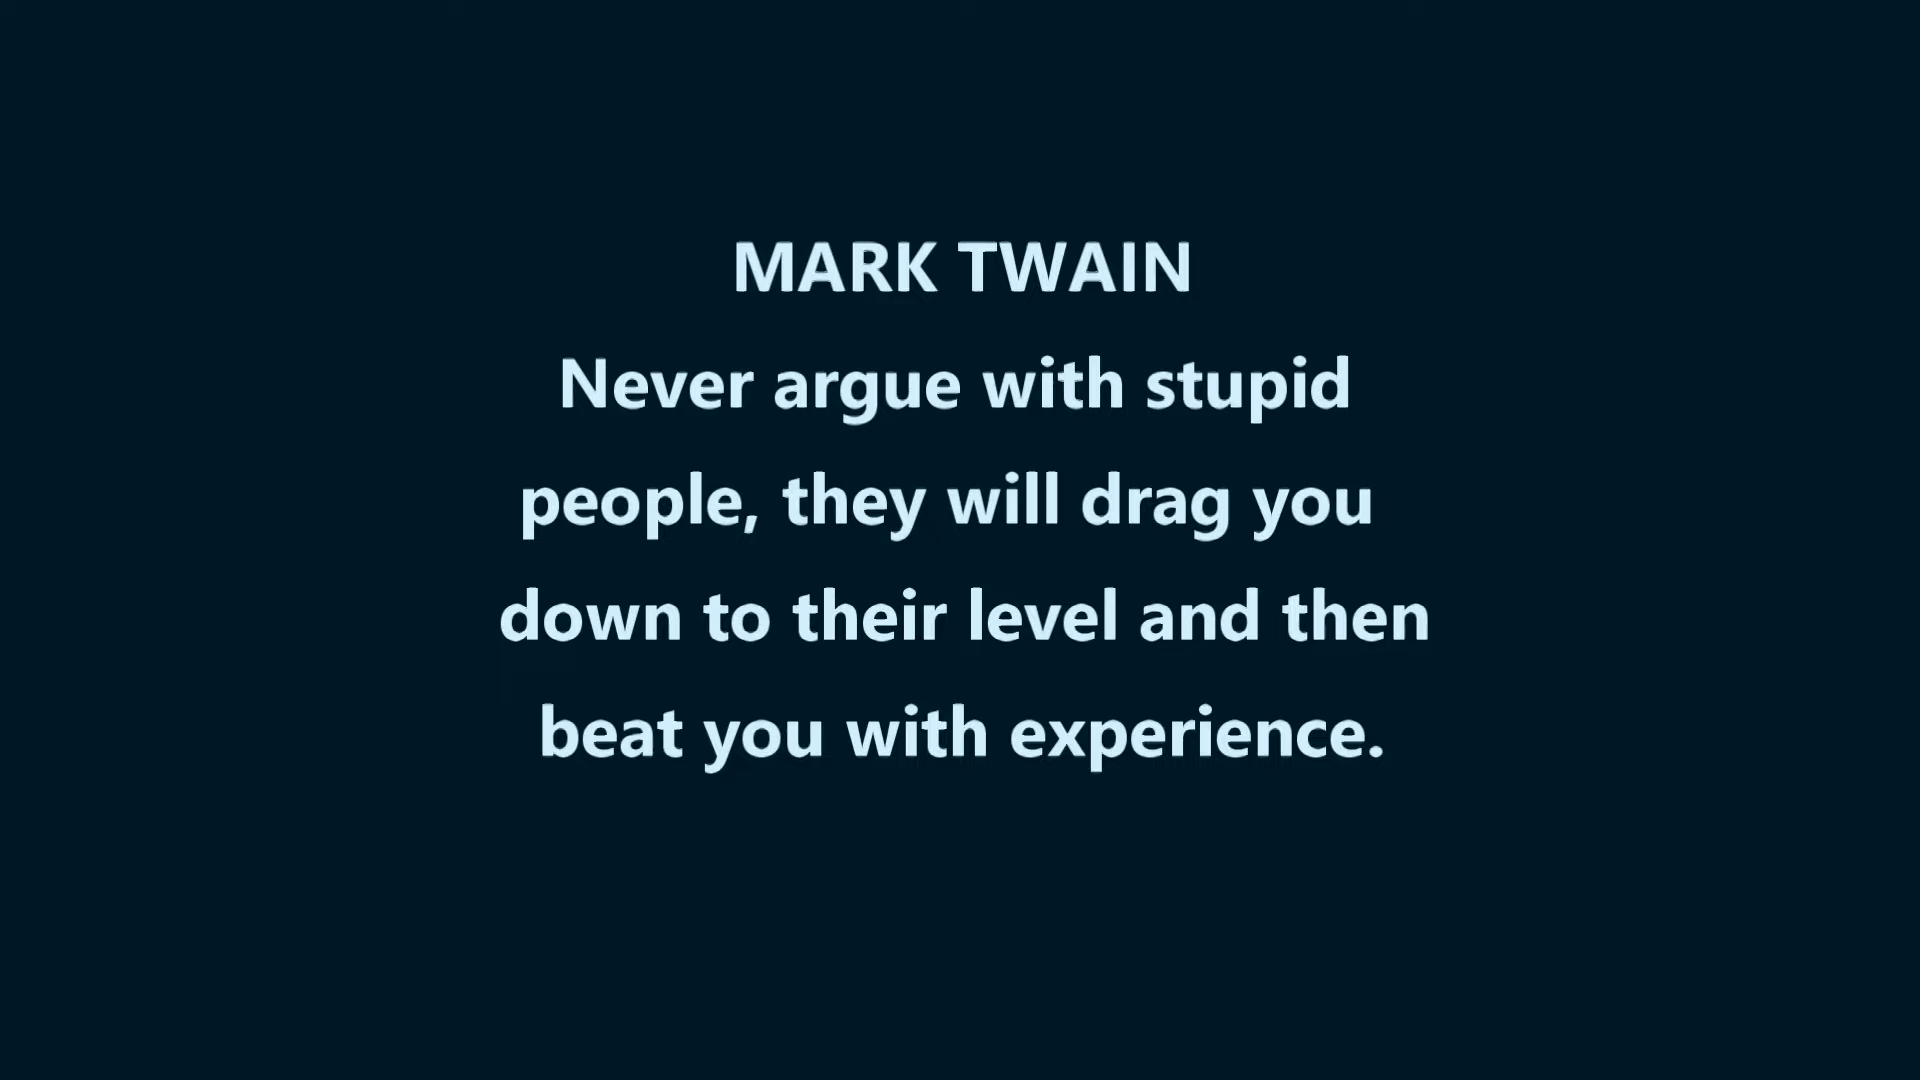 MARK TWAIN
Never argue with stupid
people, they will drag you
down to their level and then
beat you with experience.